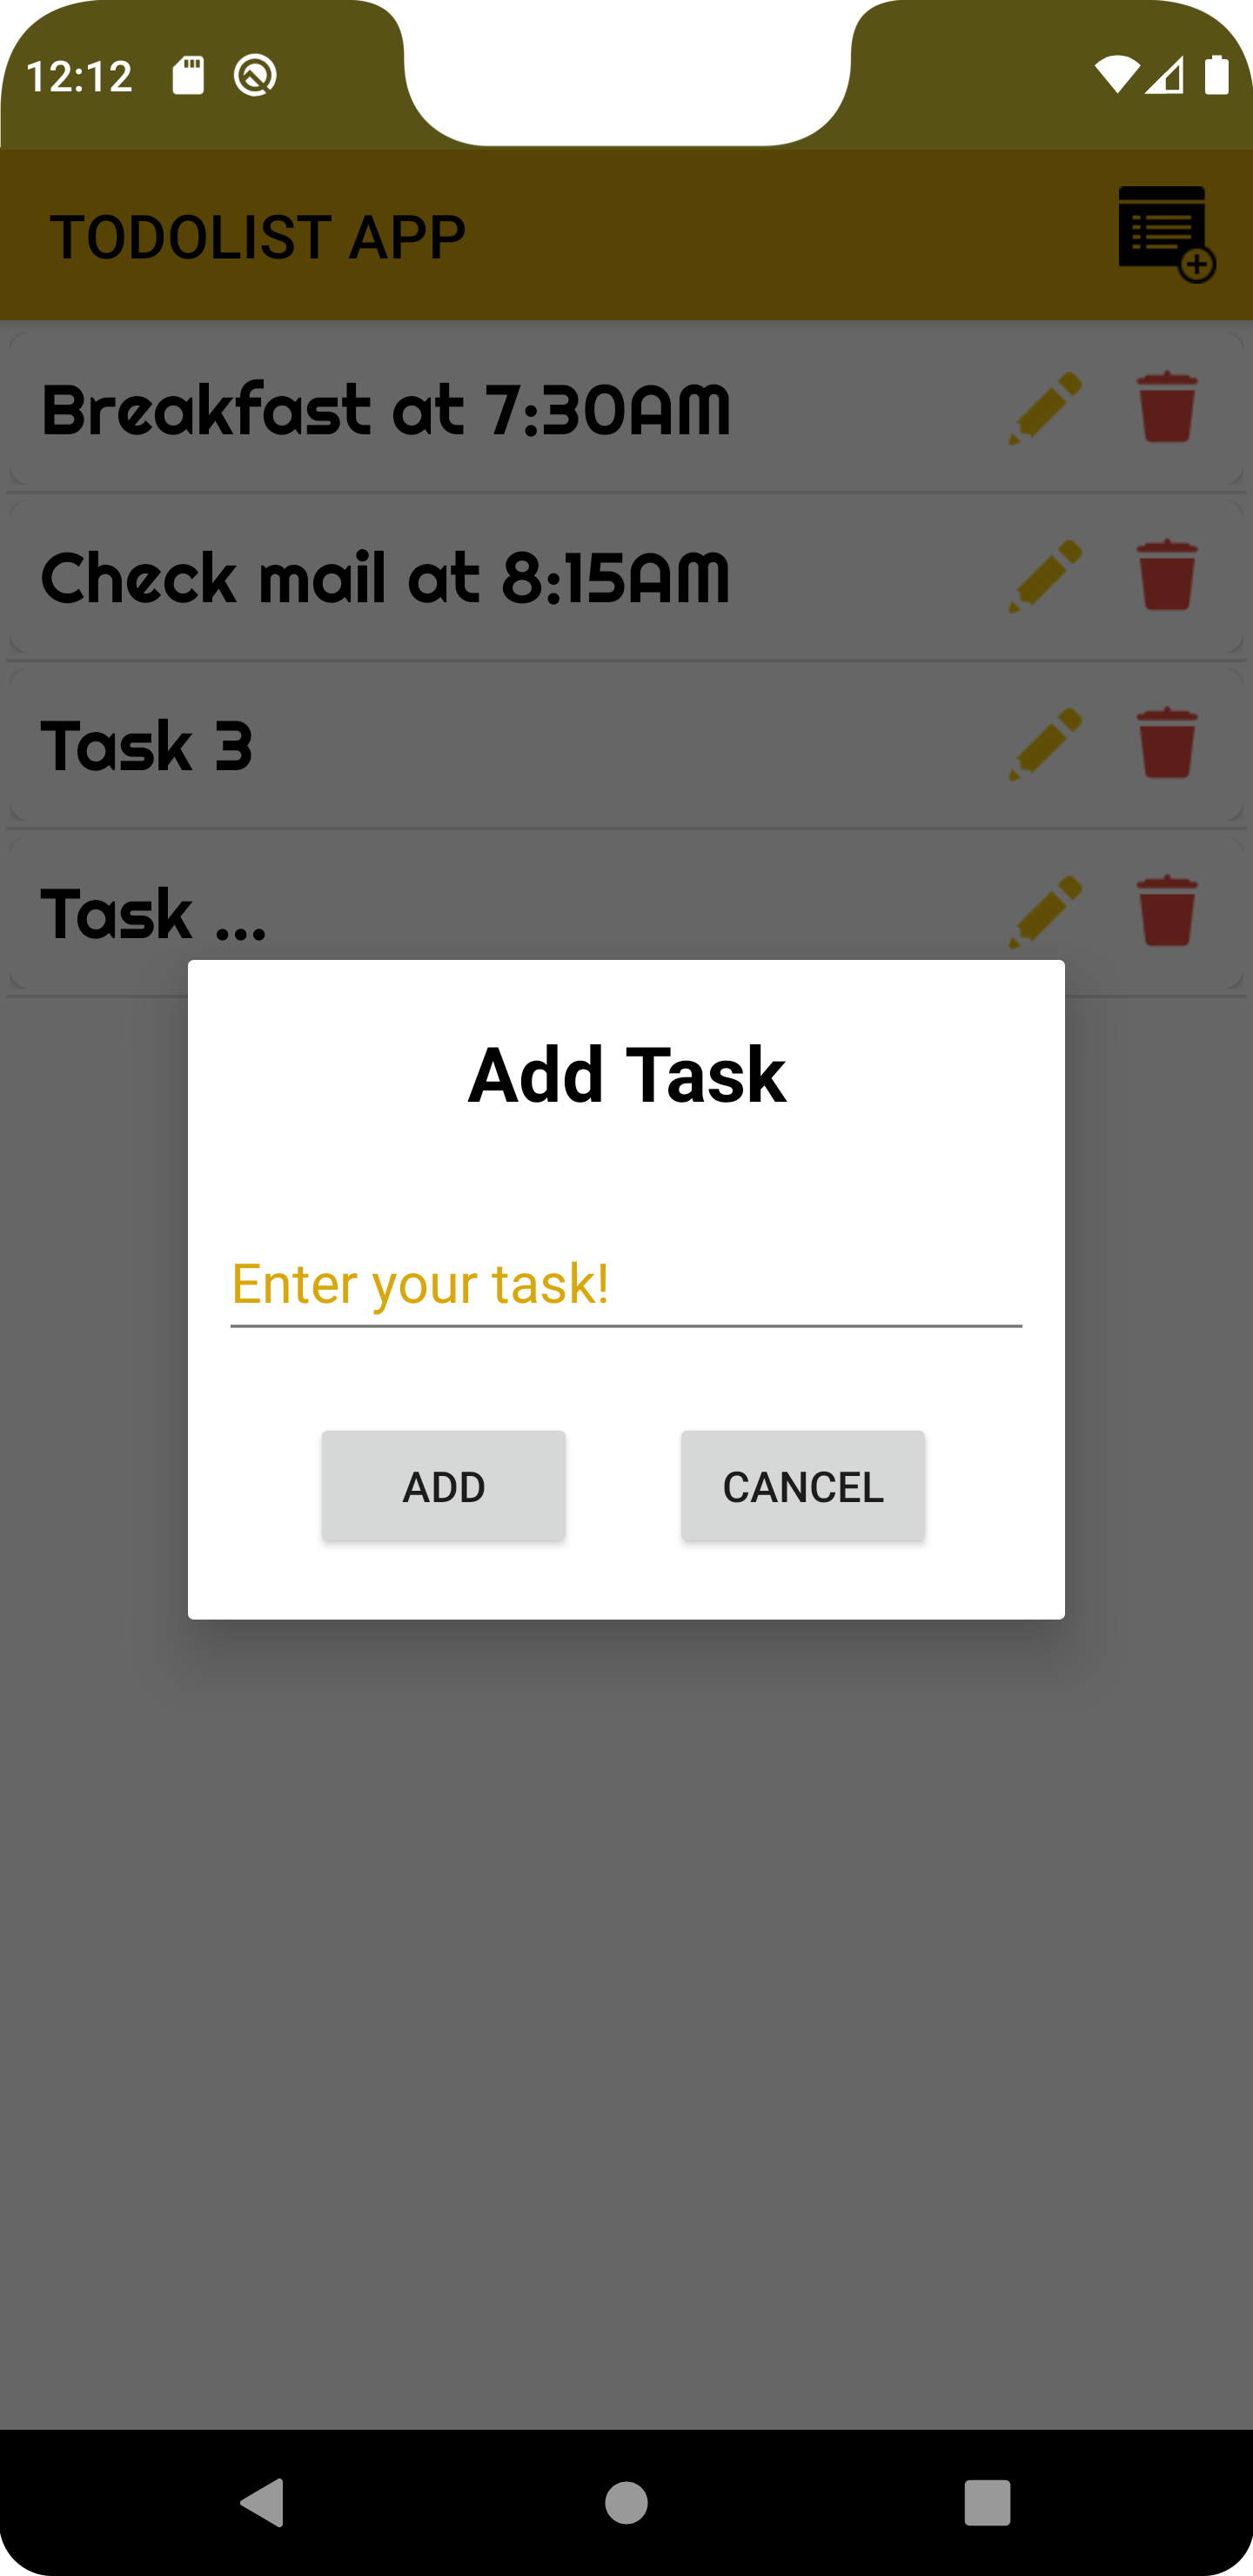 12:12
TODOLIST APP
Breakfast at 7:30AM
Check mail at 8:15AM
Task 3
Task ...
Add Task
Enter your task!
ADD
CANCEL